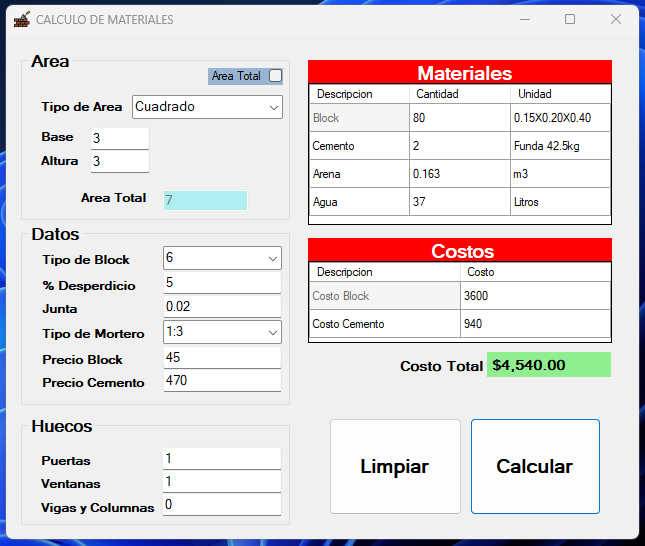 CALCULO DE MATERIALES
Area
Area Total
Tipo de Area Cuadrado
Base 3
Altura 3
Area Total 7
Datos
Tipo de Block 6
% Desperdicio 5
Junta 0.02
Tipo de Mortero 1:3
Precio Block 45
Precio Cemento 470
Huecos
Puertas 1
Ventanas 1
Vigas y Columnas 0
Materiales
Descripcion Cantidad Unidad
Block 80 0.15X0.20X0.40
Cemento 2 Funda 42.5kg
Arena 0.163 m3
Agua 37 Litros
Costos
Descripcion Costo
Costo Block 3600
Costo Cemento 940
Costo Total $4,540.00
Limpiar Calcular